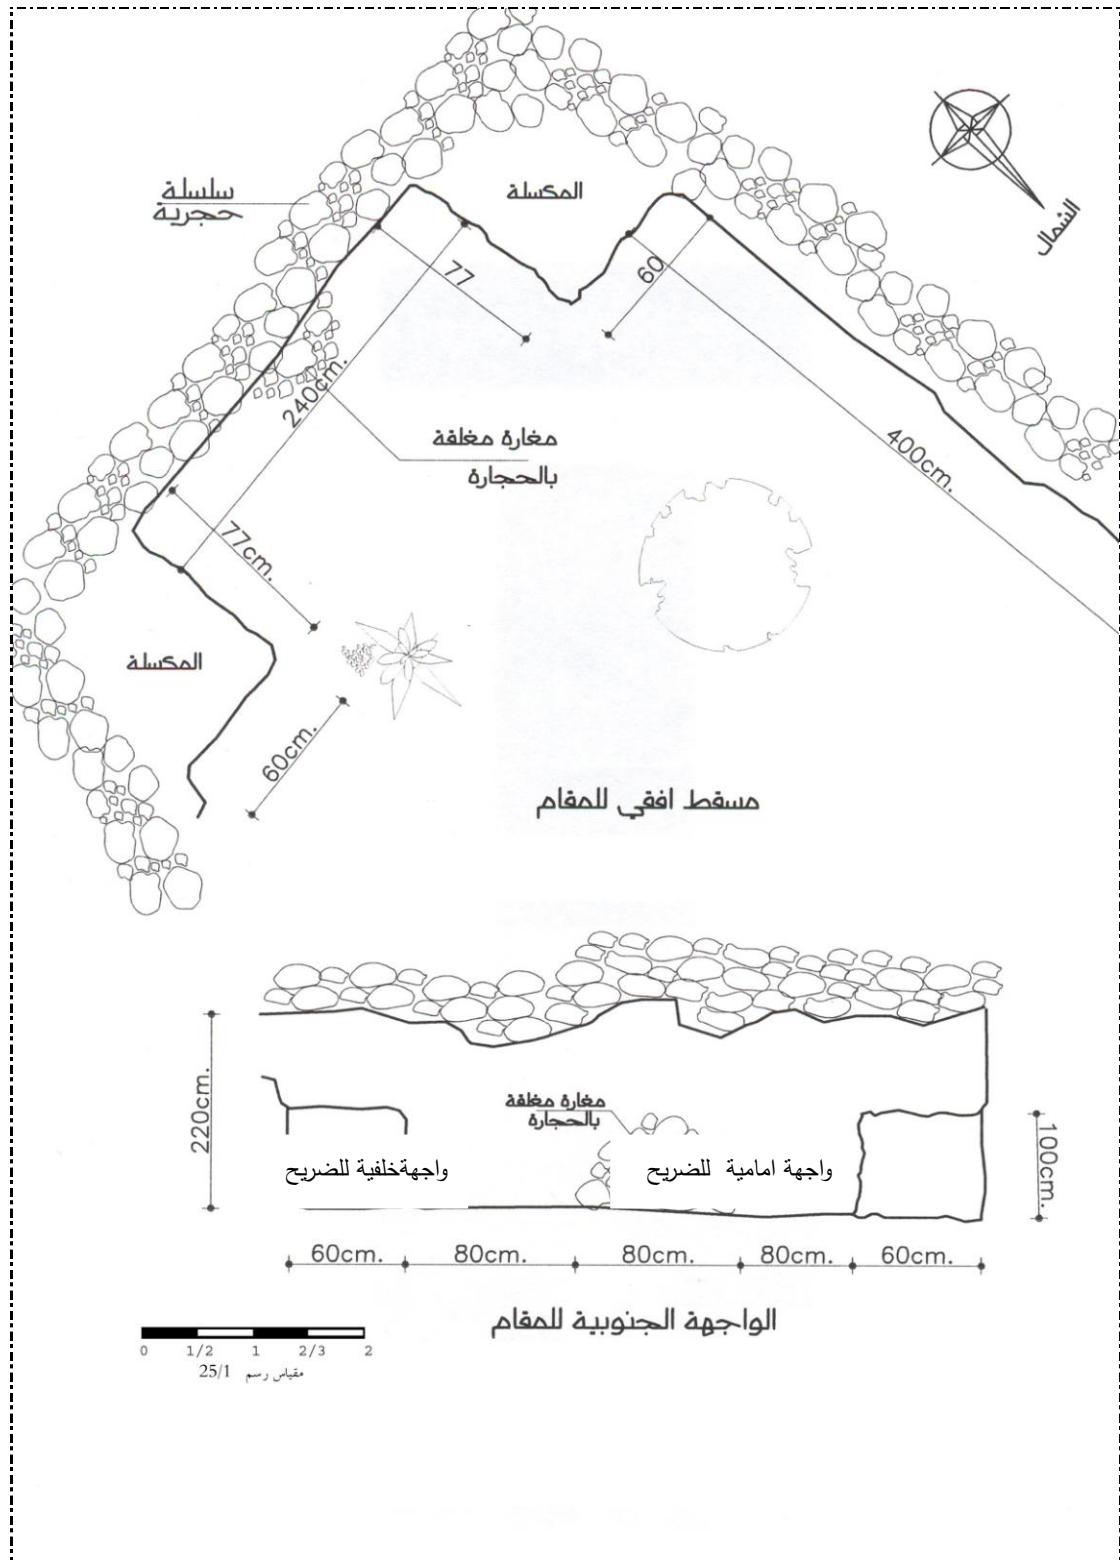 المكسلة
سلسلة
حجرية
الشمال
77
60
240cm.
مغارة مغلقة
بالحجارة
400cm.
77cm.
المكسلة
60cm.
مسقط افقي للمقام
220cm.
مغارة مغلقة
بالحجارة
واجهةخلفية للضريح
واجهة امامية للضريح
100cm.
60cm. 80cm. 80cm. 80cm. 60cm.
الواجهة الجنوبية للمقام
0 1/2 1 2/3 2
مقياس رسم 25/1